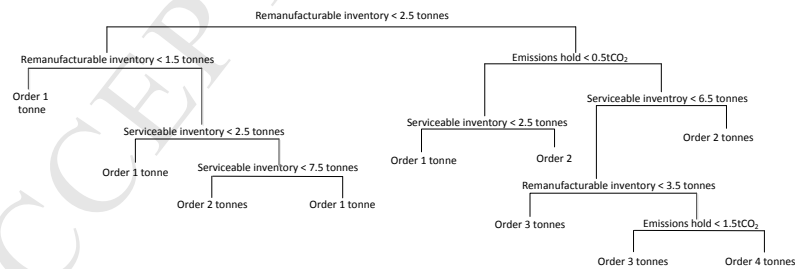 Remanufacturable inventory < 2.5 tonnes
Remanufacturable inventory < 1.5 tonnes
Emissions hold < 0.5tCO₂
Order 1
tonne
Serviceable inventroy < 6.5 tonnes
Serviceable inventory < 2.5 tonnes
Serviceable inventory < 2.5 tonnes
Order 2 tonnes
Order 1 tonne
Serviceable inventory < 7.5 tonnes
Order 1 tonne
Order 2
Remanufacturable inventory < 3.5 tonnes
Order 2 tonnes
Order 1 tonne
Order 3 tonnes
Emissions hold < 1.5tCO₂
Order 3 tonnes
Order 4 tonnes
CCEP